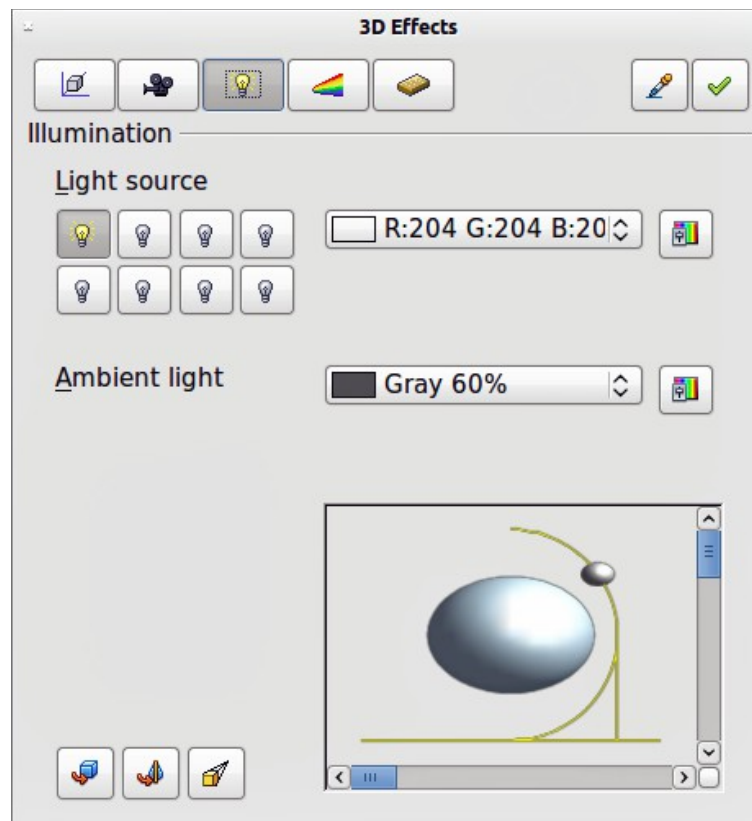 3D Effects
Illumination
Light source
R:204 G:204 B:20
Ambient light
Gray 60%